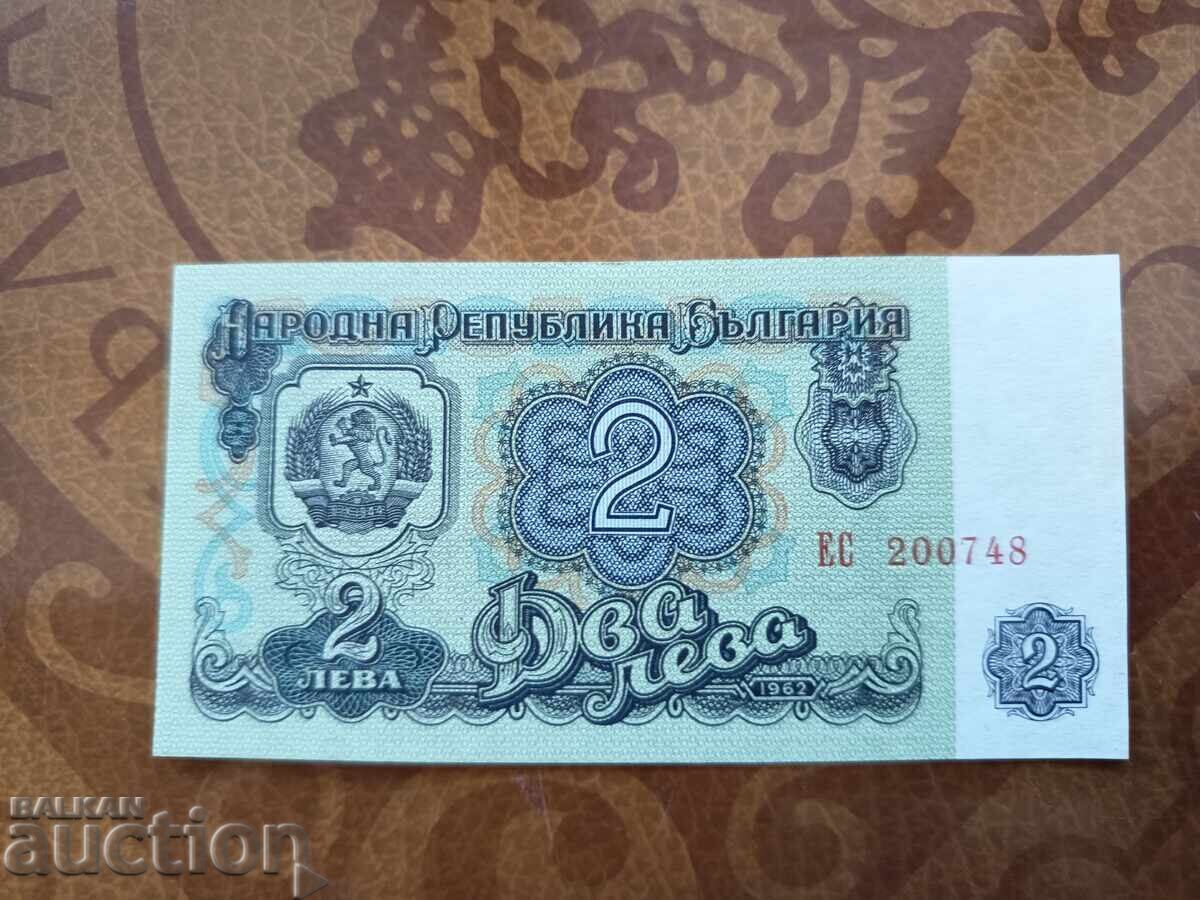 Народна Република България
2
ЕС 200748
2
ЛЕВА
Два
лева
1962
2
BALKAN
auction